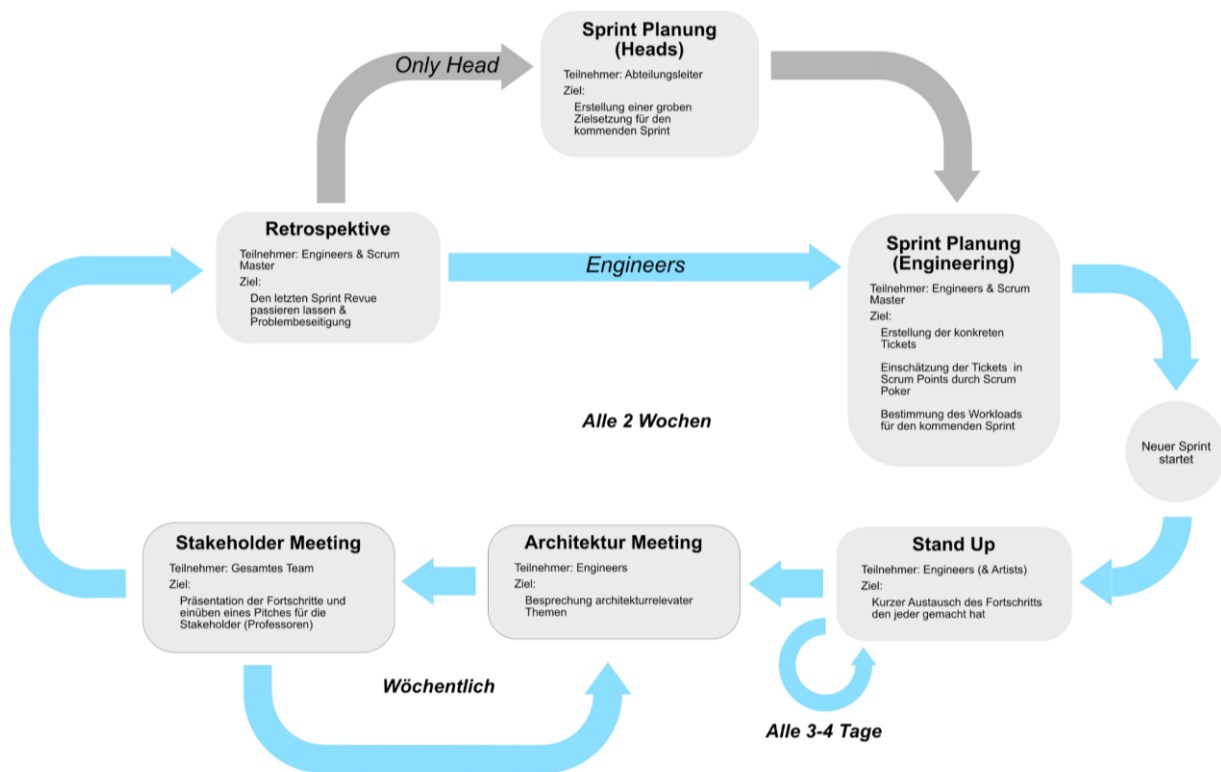 Sprint Planung
(Heads)
Teilnehmer: Abteilungsleiter
Ziel:
Erstellung einer groben
Zielsetzung für den
kommenden Sprint
Only Head
Retrospektive
Teilnehmer: Engineers & Scrum
Master
Ziel:
Den letzten Sprint Revue
passieren lassen &
Problembeseitigung
Engineers
Sprint Planung
(Engineering)
Teilnehmer: Engineers & Scrum
Master
Ziel:
Erstellung der konkreten
Tickets
Einschätzung der Tickets in
Scrum Points durch Scrum
Poker
Bestimmung des Workloads
für den kommenden Sprint
Alle 2 Wochen
Neuer Sprint
startet
Stakeholder Meeting
Teilnehmer: Gesamtes Team
Ziel:
Präsentation der Fortschritte und
einüben eines Pitches für die
Stakeholder (Professoren)
Architektur Meeting
Teilnehmer: Engineers
Ziel:
Besprechung architekturrelevater
Themen
Stand Up
Teilnehmer: Engineers (& Artists)
Ziel:
Kurzer Austausch des Fortschritts
den jeder gemacht hat
Wöchentlich
Alle 3-4 Tage